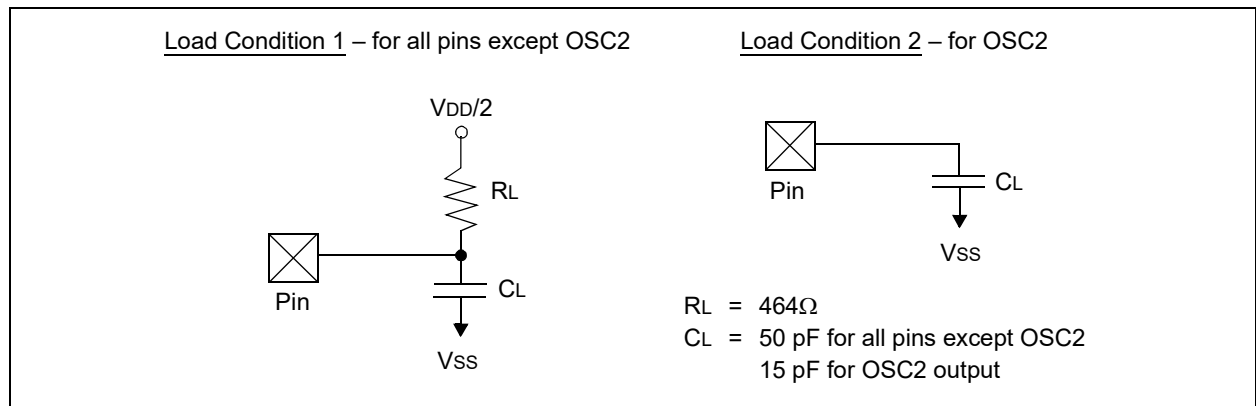 Load Condition 1 – for all pins except OSC2
VDD/2
RL
Pin
CL
VSS
Load Condition 2 – for OSC2
Pin
CL
VSS
RL = 464Ω
CL = 50 pF for all pins except OSC2
15 pF for OSC2 output